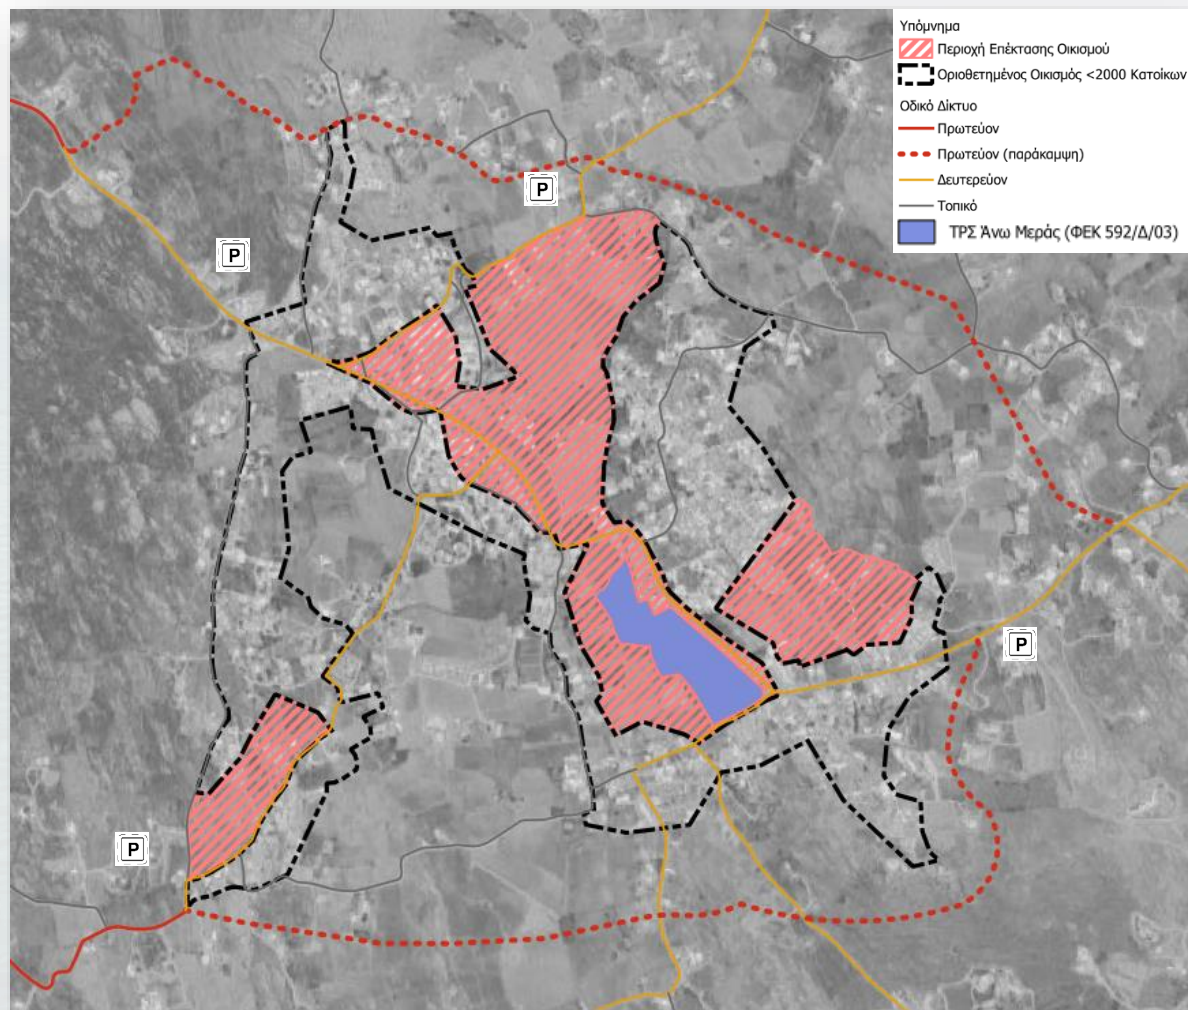 Υπόμνημα
Περιοχή Επέκτασης Οικισμού
Οριοθετημένος Οικισμός <2000 Κατοίκων
Οδικό Δίκτυο
Πρωτεύον
Πρωτεύον (παράκαμψη)
Δευτερεύον
Τοπικό
ΤΡΣ Άνω Μεράς (ΦΕΚ 592/Δ/03)
P
P
P
P